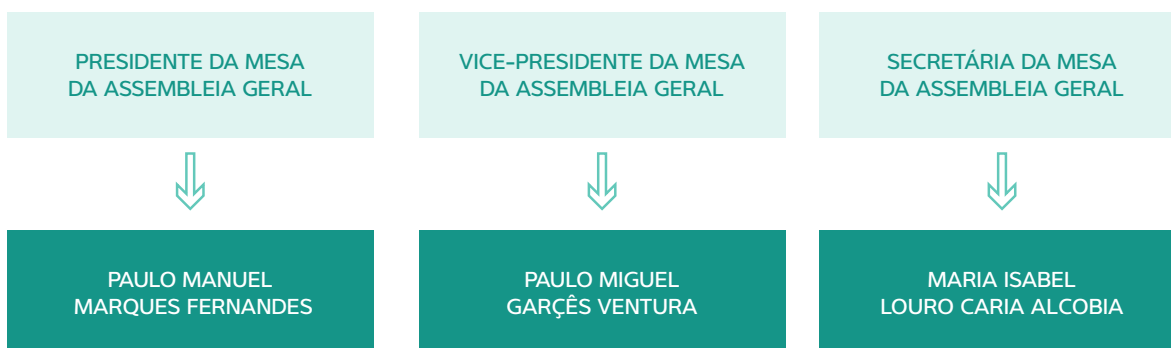 PRESIDENTE DA MESA
DA ASSEMBLEIA GERAL
VICE-PRESIDENTE DA MESA
DA ASSEMBLEIA GERAL
SECRETÁRIA DA MESA
DA ASSEMBLEIA GERAL
PAULO MANUEL
MARQUES FERNANDES
PAULO MIGUEL
GARÇÊS VENTURA
MARIA ISABEL
LOURO CARIA ALCOBIA